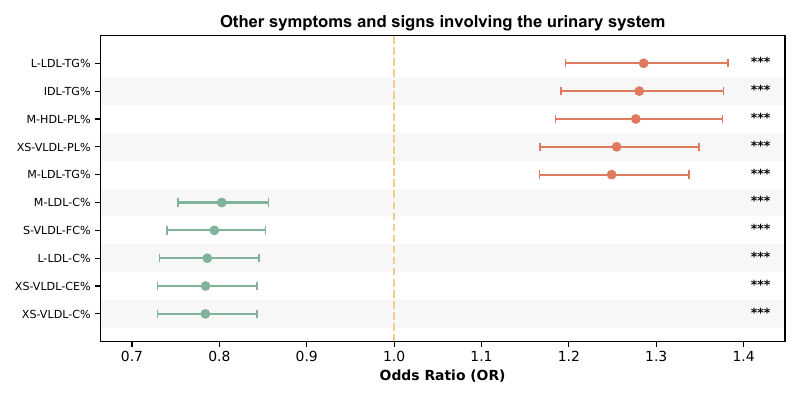 Other symptoms and signs involving the urinary system
L-LDL-TG% ***
IDL-TG% ***
M-HDL-PL% ***
XS-VLDL-PL% ***
M-LDL-TG% ***
M-LDL-C% ***
S-VLDL-FC% ***
L-LDL-C% ***
XS-VLDL-CE% ***
XS-VLDL-C% ***
0.7 0.8 0.9 1.0 1.1 1.2 1.3 1.4
Odds Ratio (OR)